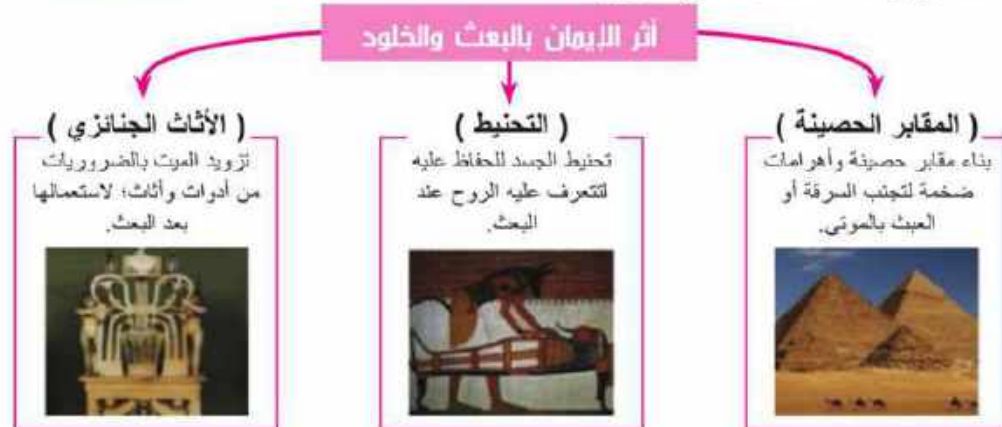 أثر الإيمان بالبعث والخلود
( المقابر الحصينة )
بناء مقابر حصينة وأهرامات
ضخمة لتجتب السرقة أو
العبث بالموتى.
( التحنيط )
تحنيط الجسد للحفاظ عليه
لتتعرف عليه الروح عند
البعث.
( الأثاث الجنائزي )
تزويد الميت بالضروريات
من أدوات وأثاث؛ لاستعمالها
بعد البعث.